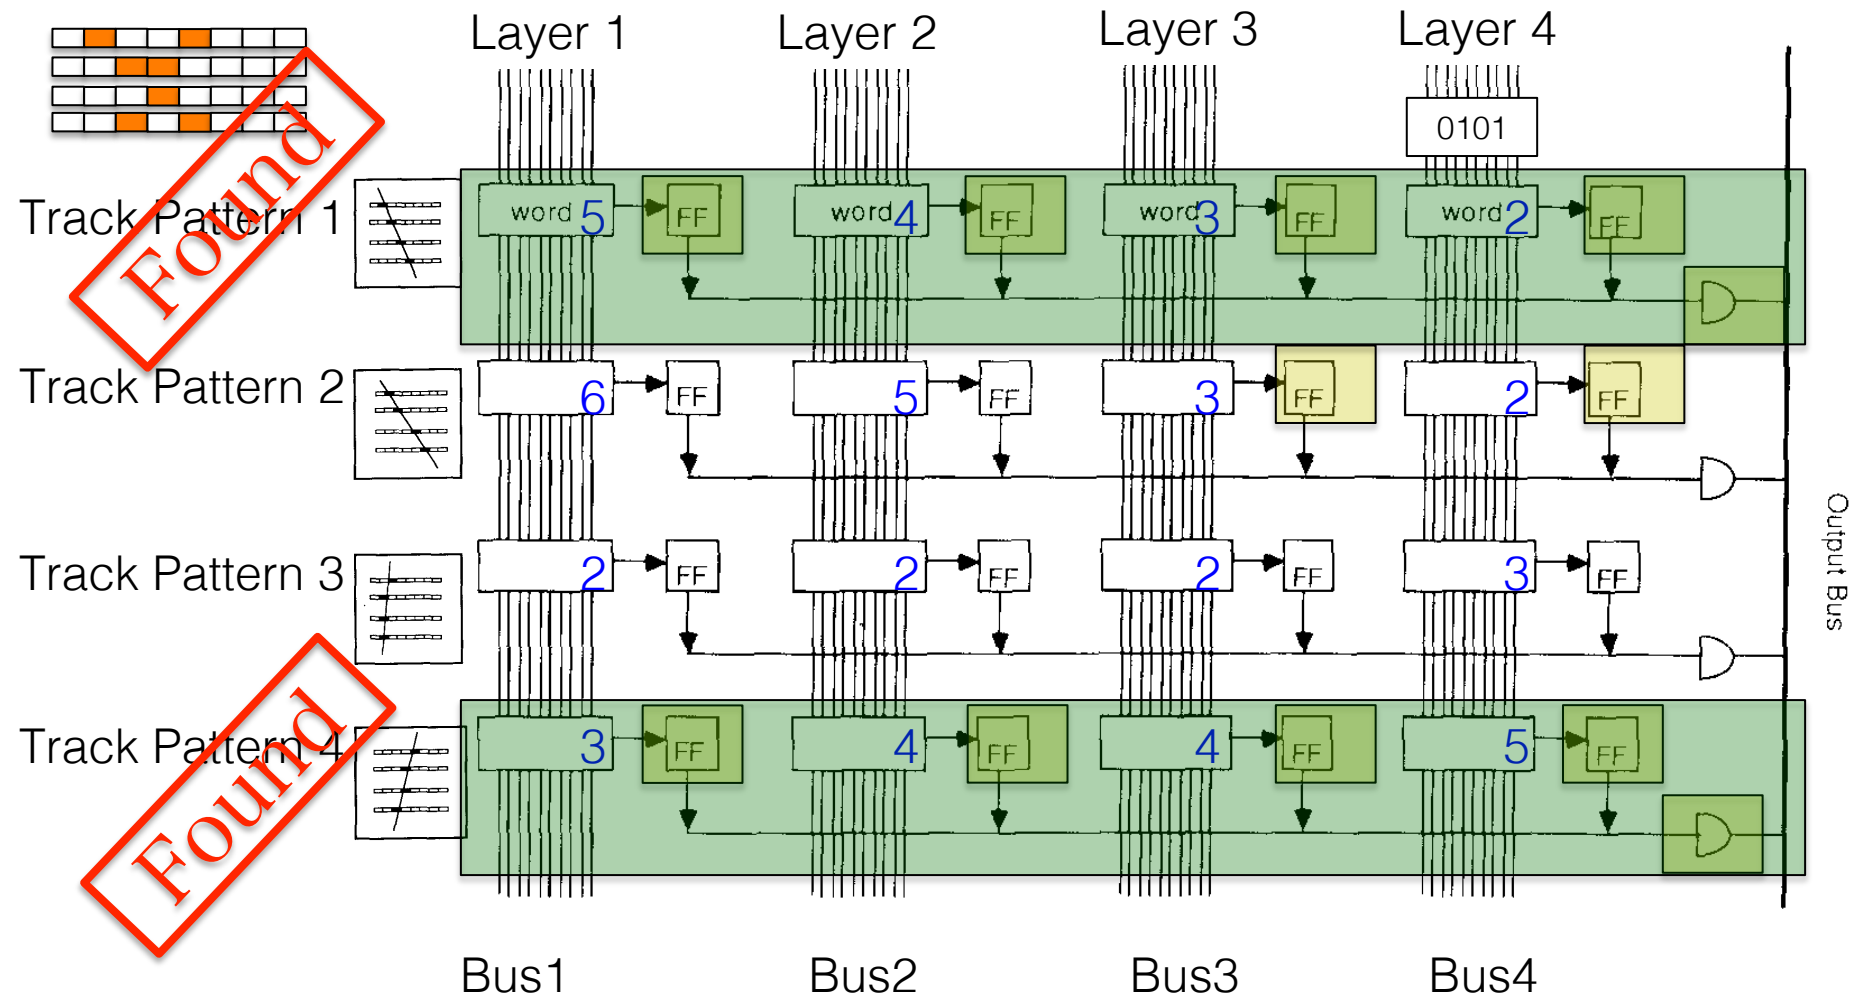 Layer 1 Layer 2 Layer 3 Layer 4
0101
Found
Track Pattern 1 word 5 FF word 4 FF word 3 FF word 2 FF
Track Pattern 2 6 FF 5 FF 3 FF 2 FF
Track Pattern 3 2 FF 2 FF 2 FF 3 FF
Found
Track Pattern 4 3 FF 4 FF 4 FF 5 FF
Output Bus
Bus1 Bus2 Bus3 Bus4